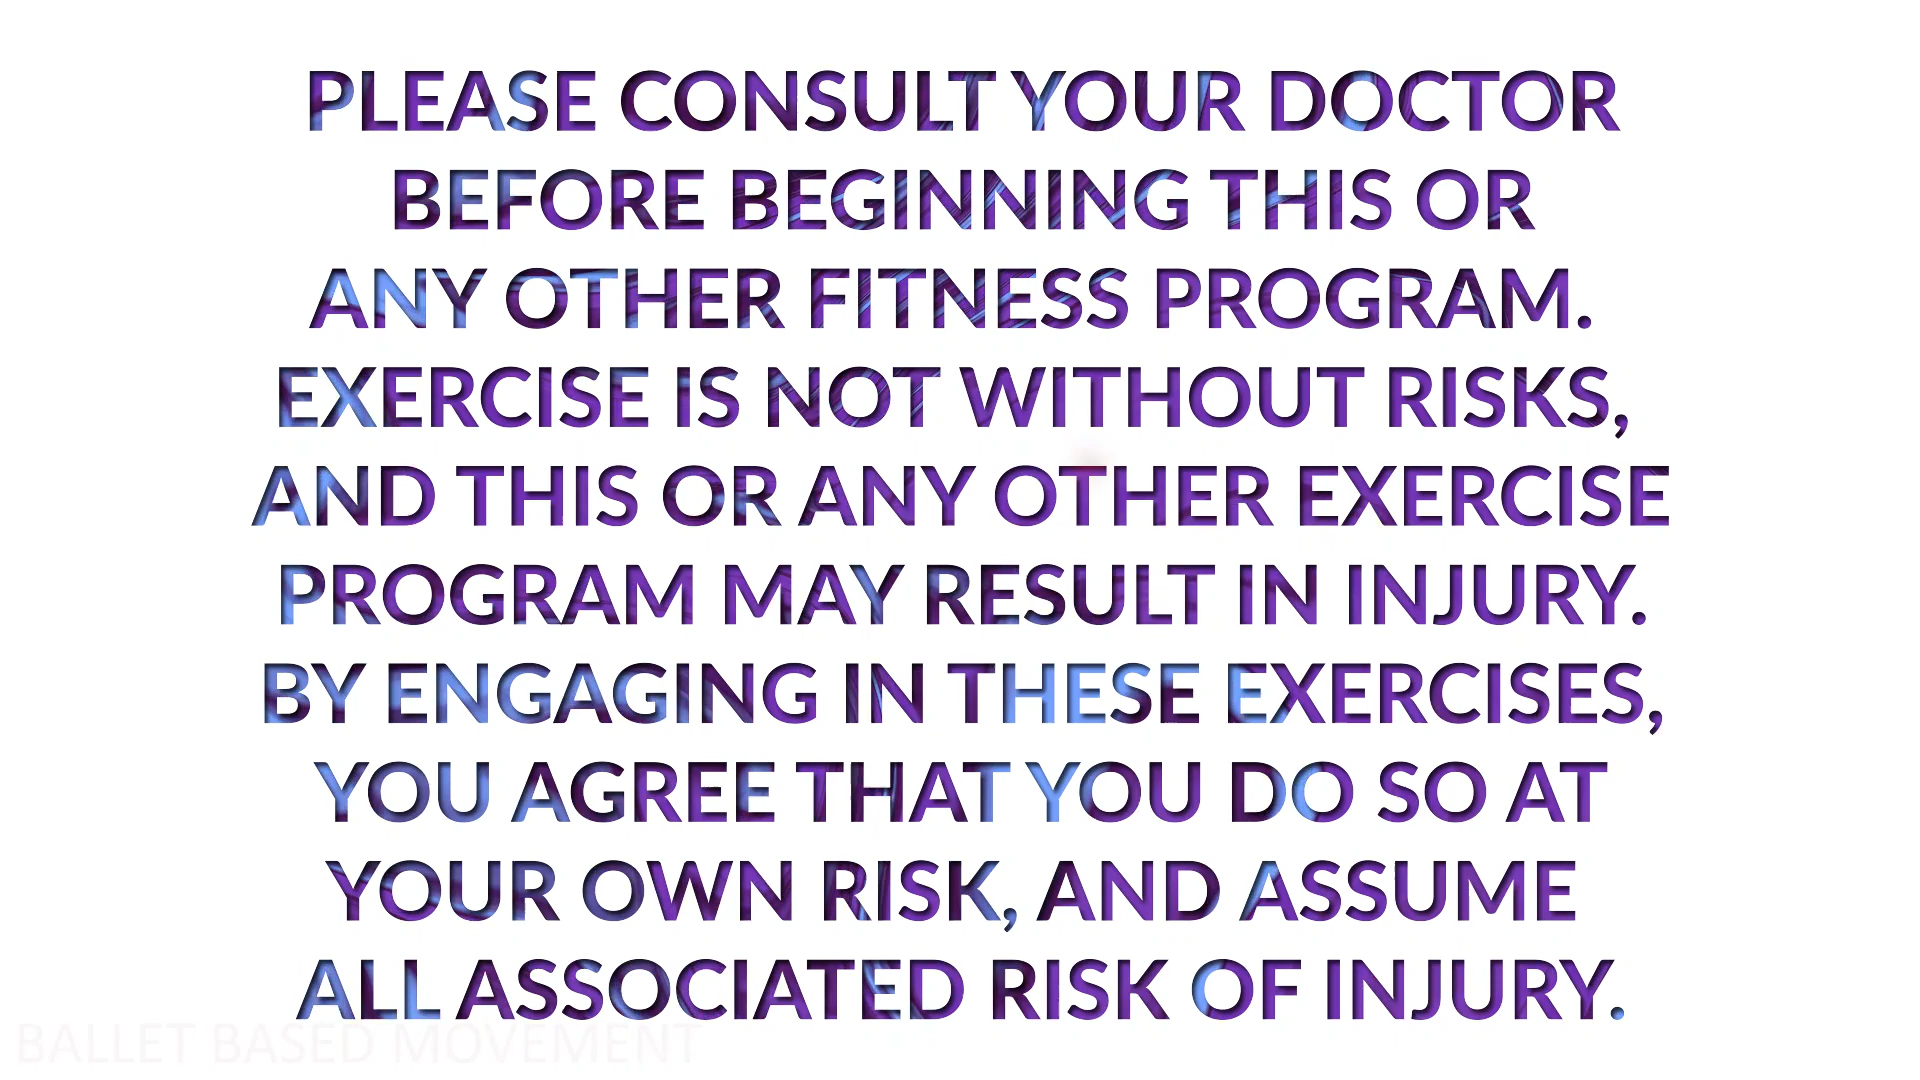 PLEASE CONSULT YOUR DOCTOR
BEFORE BEGINNING THIS OR
ANY OTHER FITNESS PROGRAM.
EXERCISE IS NOT WITHOUT RISKS,
AND THIS OR ANY OTHER EXERCISE
PROGRAM MAY RESULT IN INJURY.
BY ENGAGING IN THESE EXERCISES,
YOU AGREE THAT YOU DO SO AT
YOUR OWN RISK, AND ASSUME
ALL ASSOCIATED RISK OF INJURY.
BALLET BASED MOVEMENT